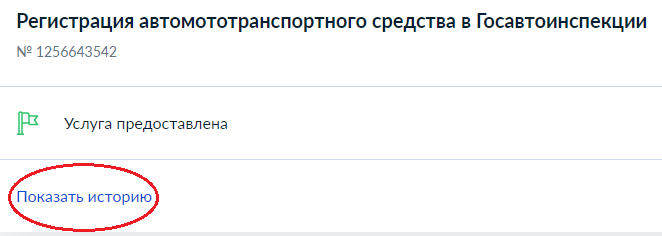 Регистрация автомототранспортного средства в Госавтоинспекции
№ 1256643542
Услуга предоставлена
Показать историю